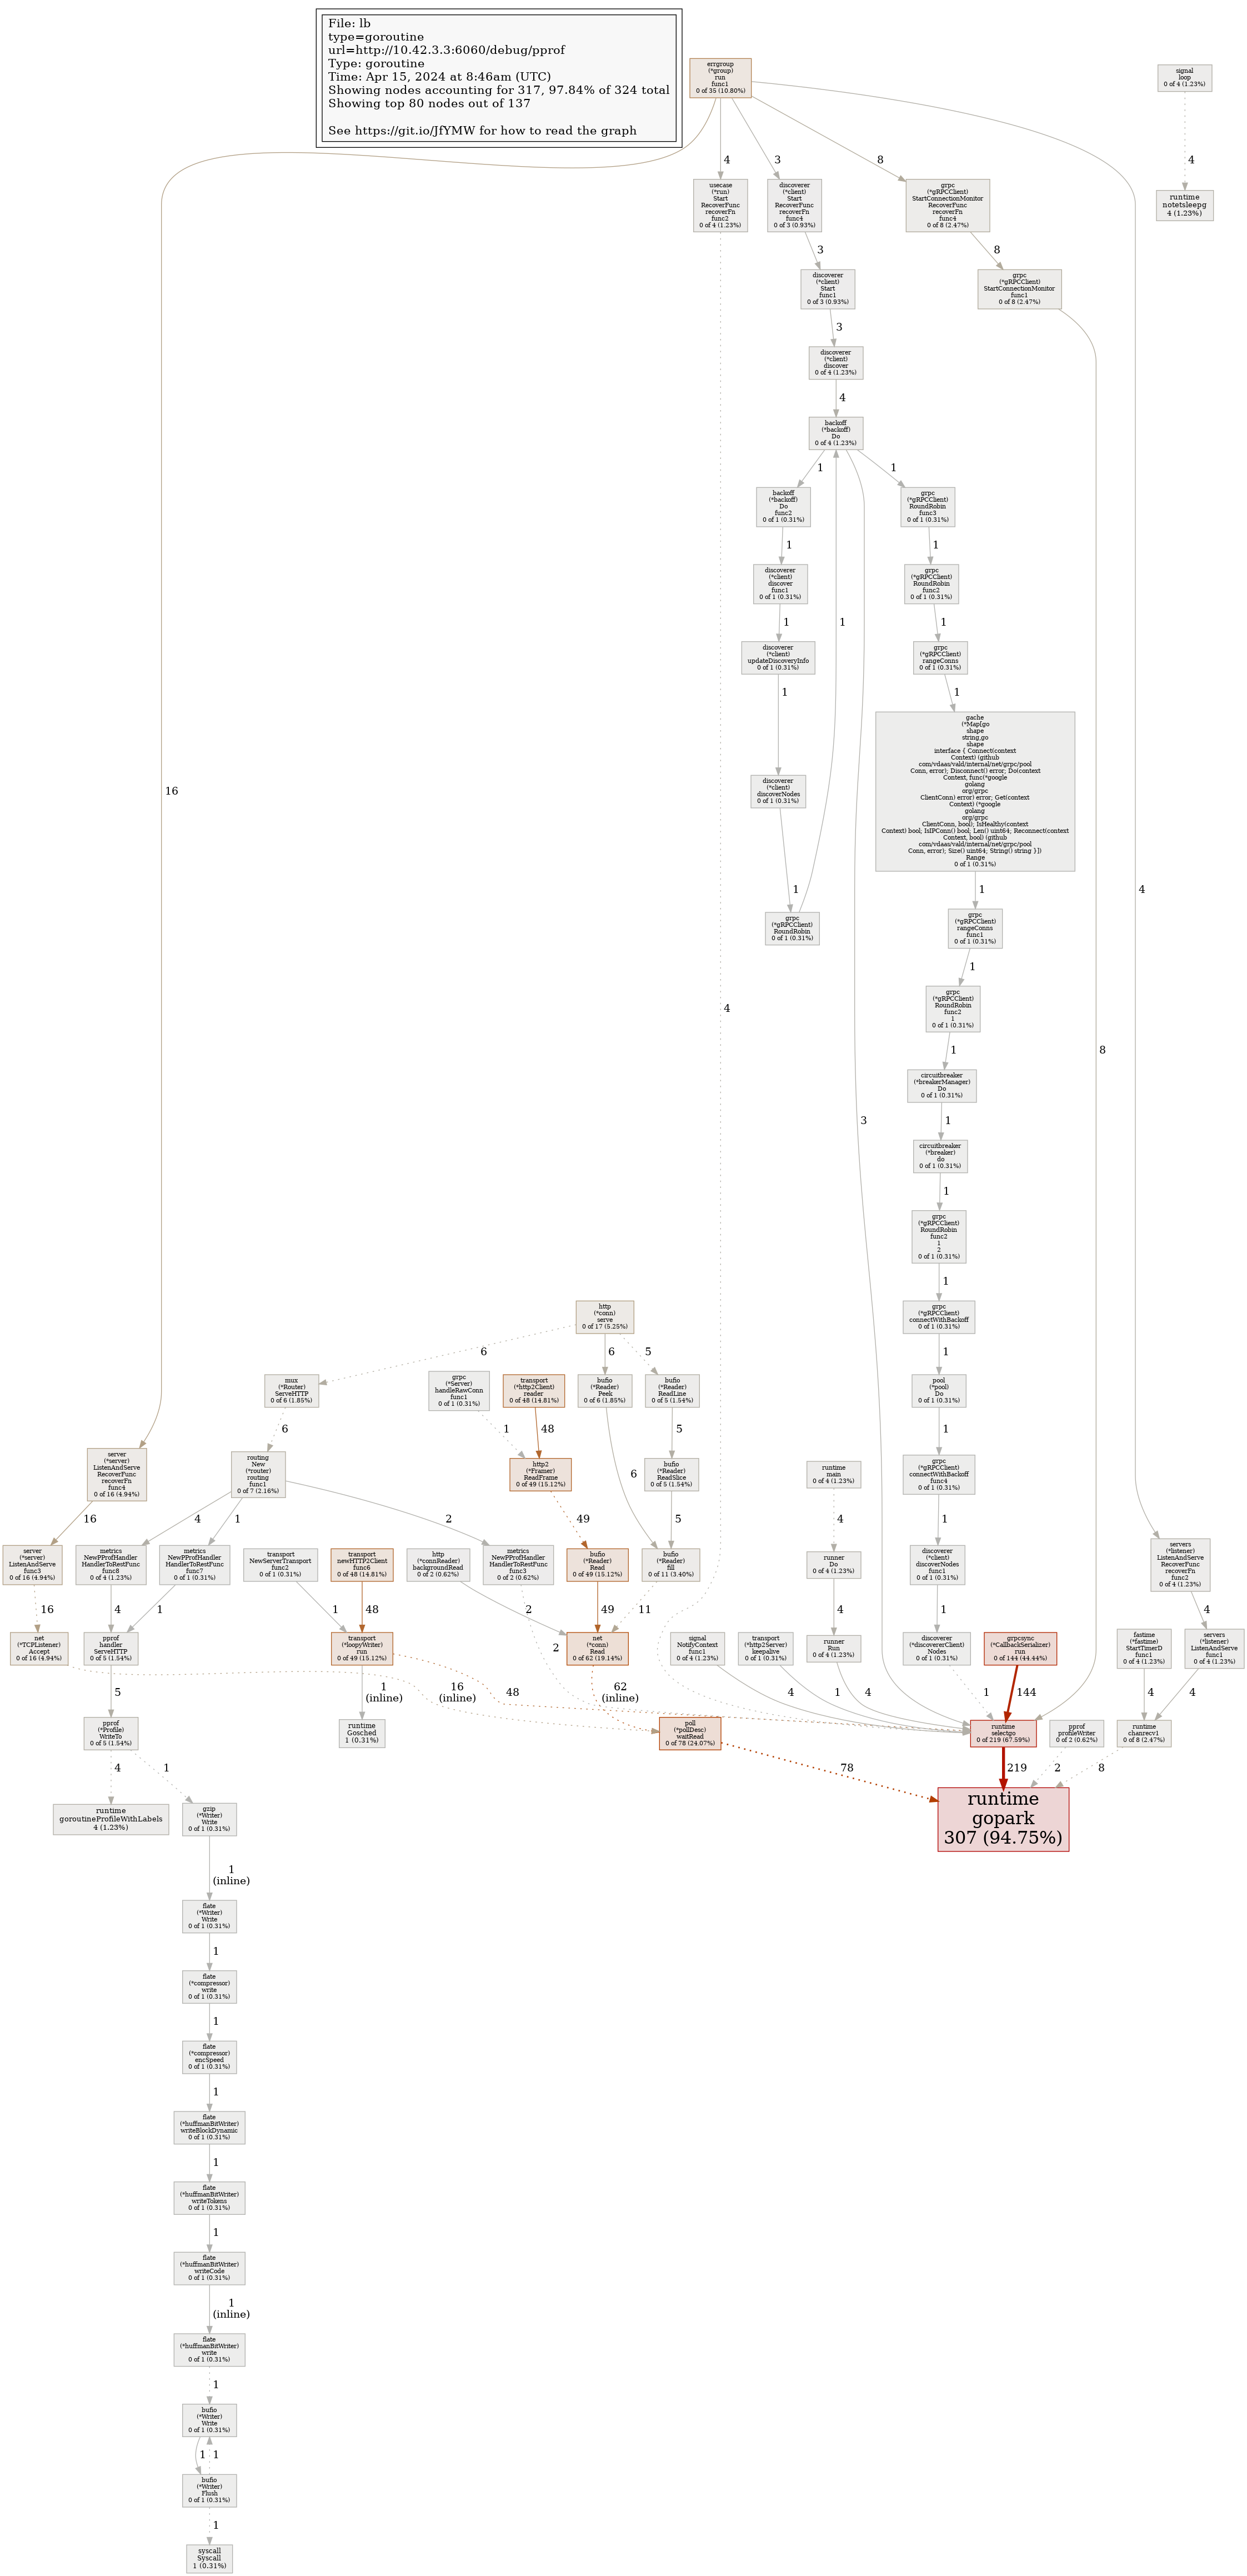 File: lb
type=goroutine
url=http://10.42.3.3:6060/debug/pprof
Type: goroutine
Time: Apr 15, 2024 at 8:46am (UTC)
Showing nodes accounting for 317, 97.84% of 324 total
Showing top 80 nodes out of 137
See https://git.io/JfYMW for how to read the graph
errgroup
(*group)
run
func1
0 of 35 (10.80%)
signal
loop
0 of 4 (1.23%)
4
3
8
4
usecase
(*run)
Start
RecoverFunc
recoverFn
func2
0 of 4 (1.23%)
discoverer
(*client)
Start
RecoverFunc
recoverFn
func4
0 of 3 (0.93%)
grpc
(*gRPCClient)
StartConnectionMonitor
RecoverFunc
recoverFn
func4
0 of 8 (2.47%)
runtime
notetsleepg
4 (1.23%)
3
8
discoverer
(*client)
Start
func1
0 of 3 (0.93%)
grpc
(*gRPCClient)
StartConnectionMonitor
func1
0 of 8 (2.47%)
3
discoverer
(*client)
discover
0 of 4 (1.23%)
4
backoff
(*backoff)
Do
0 of 4 (1.23%)
1
1
backoff
(*backoff)
Do
func2
0 of 1 (0.31%)
grpc
(*gRPCClient)
RoundRobin
func3
0 of 1 (0.31%)
1
1
discoverer
(*client)
discover
func1
0 of 1 (0.31%)
grpc
(*gRPCClient)
RoundRobin
func2
0 of 1 (0.31%)
1
1
1
discoverer
(*client)
updateDiscoveryInfo
0 of 1 (0.31%)
grpc
(*gRPCClient)
rangeConns
0 of 1 (0.31%)
1
1
gache
(*Map[go
shape
string,go
shape
interface { Connect(context
Context) (github
com/vdaas/vald/internal/net/grpc/pool
Conn, error); Disconnect() error; Do(context
Context, func(*google
golang
org/grpc
ClientConn) error) error; Get(context
Context) (*google
golang
org/grpc
ClientConn, bool); IsHealthy(context
Context) bool; IsIPConn() bool; Len() uint64; Reconnect(context
Context, bool) (github
com/vdaas/vald/internal/net/grpc/pool
Conn, error); Size() uint64; String() string }])
Range
0 of 1 (0.31%)
discoverer
(*client)
discoverNodes
0 of 1 (0.31%)
16
4
1
1
grpc
(*gRPCClient)
RoundRobin
0 of 1 (0.31%)
grpc
(*gRPCClient)
rangeConns
func1
0 of 1 (0.31%)
1
grpc
(*gRPCClient)
RoundRobin
func2
1
0 of 1 (0.31%)
4
1
8
circuitbreaker
(*breakerManager)
Do
0 of 1 (0.31%)
3
1
circuitbreaker
(*breaker)
do
0 of 1 (0.31%)
1
grpc
(*gRPCClient)
RoundRobin
func2
1
2
0 of 1 (0.31%)
1
http
(*conn)
serve
0 of 17 (5.25%)
grpc
(*gRPCClient)
connectWithBackoff
0 of 1 (0.31%)
6
6
5
1
mux
(*Router)
ServeHTTP
0 of 6 (1.85%)
grpc
(*Server)
handleRawConn
func1
0 of 1 (0.31%)
transport
(*http2Client)
reader
0 of 48 (14.81%)
bufio
(*Reader)
Peek
0 of 6 (1.85%)
bufio
(*Reader)
ReadLine
0 of 5 (1.54%)
pool
(*pool)
Do
0 of 1 (0.31%)
6
1
48
5
1
server
(*server)
ListenAndServe
RecoverFunc
recoverFn
func4
0 of 16 (4.94%)
routing
New
(*router)
routing
func1
0 of 7 (2.16%)
http2
(*Framer)
ReadFrame
0 of 49 (15.12%)
6
bufio
(*Reader)
ReadSlice
0 of 5 (1.54%)
runtime
main
0 of 4 (1.23%)
grpc
(*gRPCClient)
connectWithBackoff
func4
0 of 1 (0.31%)
16
4
1
2
49
5
4
1
server
(*server)
ListenAndServe
func3
0 of 16 (4.94%)
metrics
NewPProfHandler
HandlerToRestFunc
func8
0 of 4 (1.23%)
metrics
NewPProfHandler
HandlerToRestFunc
func7
0 of 1 (0.31%)
transport
NewServerTransport
func2
0 of 1 (0.31%)
transport
newHTTP2Client
func6
0 of 48 (14.81%)
http
(*connReader)
backgroundRead
0 of 2 (0.62%)
metrics
NewPProfHandler
HandlerToRestFunc
func3
0 of 2 (0.62%)
bufio
(*Reader)
Read
0 of 49 (15.12%)
bufio
(*Reader)
fill
0 of 11 (3.40%)
runner
Do
0 of 4 (1.23%)
discoverer
(*client)
discoverNodes
func1
0 of 1 (0.31%)
servers
(*listener)
ListenAndServe
RecoverFunc
recoverFn
func2
0 of 4 (1.23%)
16
4
1
1
48
2
49
11
4
1
4
net
(*TCPListener)
Accept
0 of 16 (4.94%)
pprof
handler
ServeHTTP
0 of 5 (1.54%)
transport
(*loopyWriter)
run
0 of 49 (15.12%)
2
net
(*conn)
Read
0 of 62 (19.14%)
signal
NotifyContext
func1
0 of 4 (1.23%)
transport
(*http2Server)
keepalive
0 of 1 (0.31%)
runner
Run
0 of 4 (1.23%)
discoverer
(*discovererClient)
Nodes
0 of 1 (0.31%)
grpcsync
(*CallbackSerializer)
run
0 of 144 (44.44%)
fastime
(*fastime)
StartTimerD
func1
0 of 4 (1.23%)
servers
(*listener)
ListenAndServe
func1
0 of 4 (1.23%)
5
1
(inline)
16
(inline)
48
62
(inline)
4
1
4
1
144
4
4
pprof
(*Profile)
WriteTo
0 of 5 (1.54%)
runtime
Gosched
1 (0.31%)
poll
(*pollDesc)
waitRead
0 of 78 (24.07%)
runtime
selectgo
0 of 219 (67.59%)
pprof
profileWriter
0 of 2 (0.62%)
runtime
chanrecv1
0 of 8 (2.47%)
4
1
78
219
2
8
runtime
goroutineProfileWithLabels
4 (1.23%)
gzip
(*Writer)
Write
0 of 1 (0.31%)
runtime
gopark
307 (94.75%)
1
(inline)
flate
(*Writer)
Write
0 of 1 (0.31%)
1
flate
(*compressor)
write
0 of 1 (0.31%)
1
flate
(*compressor)
encSpeed
0 of 1 (0.31%)
1
flate
(*huffmanBitWriter)
writeBlockDynamic
0 of 1 (0.31%)
1
flate
(*huffmanBitWriter)
writeTokens
0 of 1 (0.31%)
1
flate
(*huffmanBitWriter)
writeCode
0 of 1 (0.31%)
1
(inline)
flate
(*huffmanBitWriter)
write
0 of 1 (0.31%)
1
bufio
(*Writer)
Write
0 of 1 (0.31%)
1
1
bufio
(*Writer)
Flush
0 of 1 (0.31%)
1
syscall
Syscall
1 (0.31%)